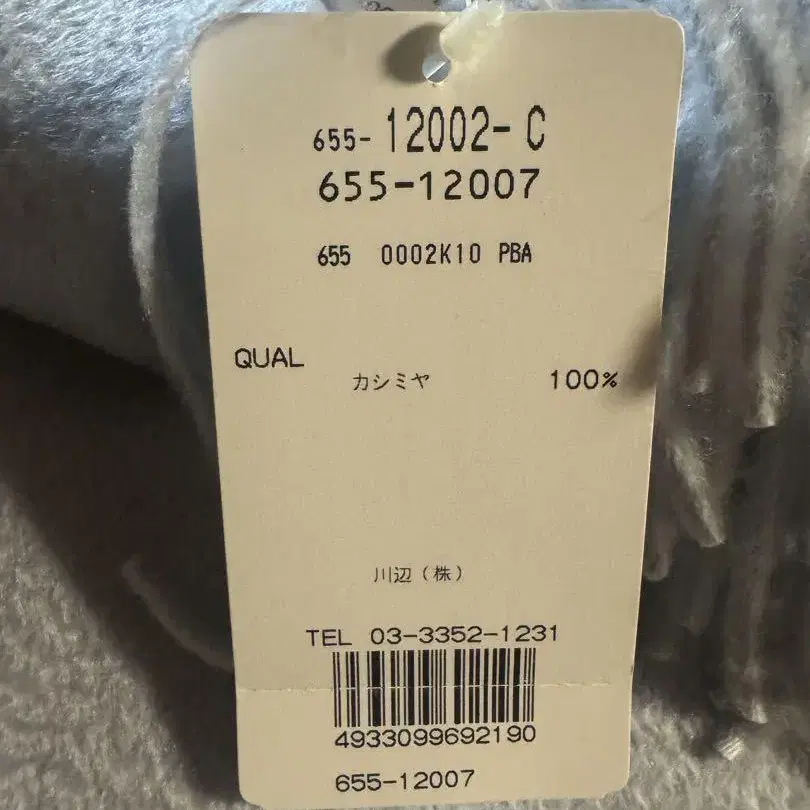 655- 12002- C
655-12007
655 0002K10 PBA
QUAL
カシミヤ 100%
川辺(株)
TEL 03-3352-1231
4933099692190
655-12007